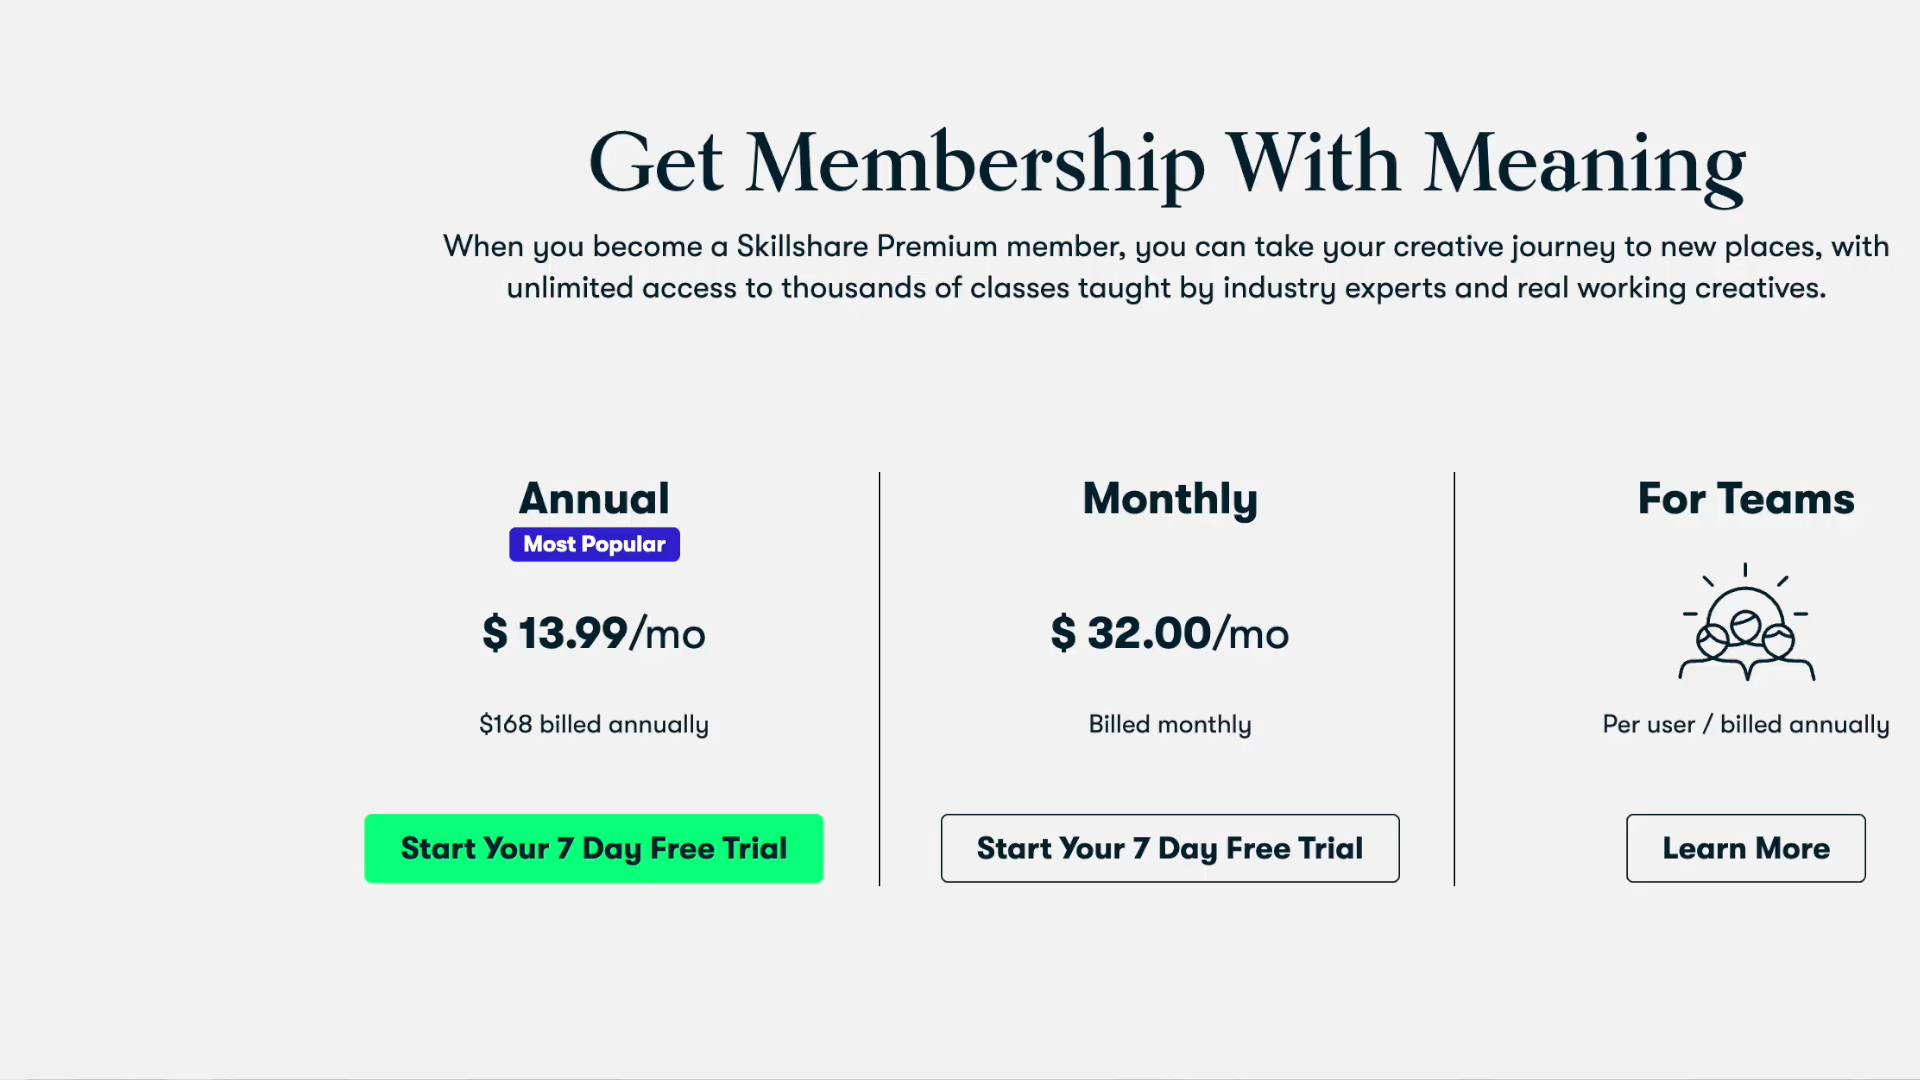 Get Membership With Meaning
When you become a Skillshare Premium member, you can take your creative journey to new places, with
unlimited access to thousands of classes taught by industry experts and real working creatives.
Annual
Most Popular
$ 13.99/mo
$168 billed annually
Start Your 7 Day Free Trial
Monthly
$ 32.00/mo
Billed monthly
Start Your 7 Day Free Trial
For Teams
Per user / billed annually
Learn More